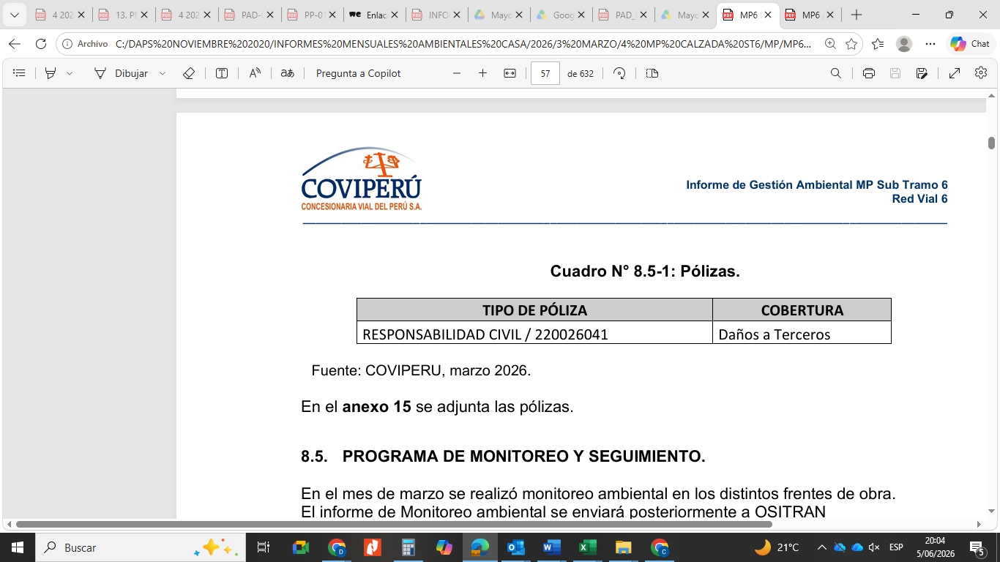 4 202
13. P
4 202
PAD-
PP-0
Enlac
INFO
Mayo
Goog
PAD_
Mayo
MP6
MP6
Archivo
C:/DAPS%20NOVIEMBRE%202020/INFORMES%20MENSUALES%20AMBIENTALES%20CASA/2026/3%20MARZO/4%20MP%20CALZADA%20ST6/MP/MP6...
Chat
Dibujar
aあ
Pregunta a Copilot
57
de 632
COVIPERÚ
CONCESIONARIA VIAL DEL PERÚ S.A.
Informe de Gestión Ambiental MP Sub Tramo 6
Red Vial 6
Cuadro N° 8.5-1: Pólizas.
TIPO DE PÓLIZA COBERTURA
RESPONSABILIDAD CIVIL / 220026041 Daños a Terceros
Fuente: COVIPERU, marzo 2026.
En el anexo 15 se adjunta las pólizas.
8.5. PROGRAMA DE MONITOREO Y SEGUIMIENTO.
En el mes de marzo se realizó monitoreo ambiental en los distintos frentes de obra.
El informe de Monitoreo ambiental se enviará posteriormente a OSITRAN
Buscar
21°C
ESP
20:04
5/06/2026
5